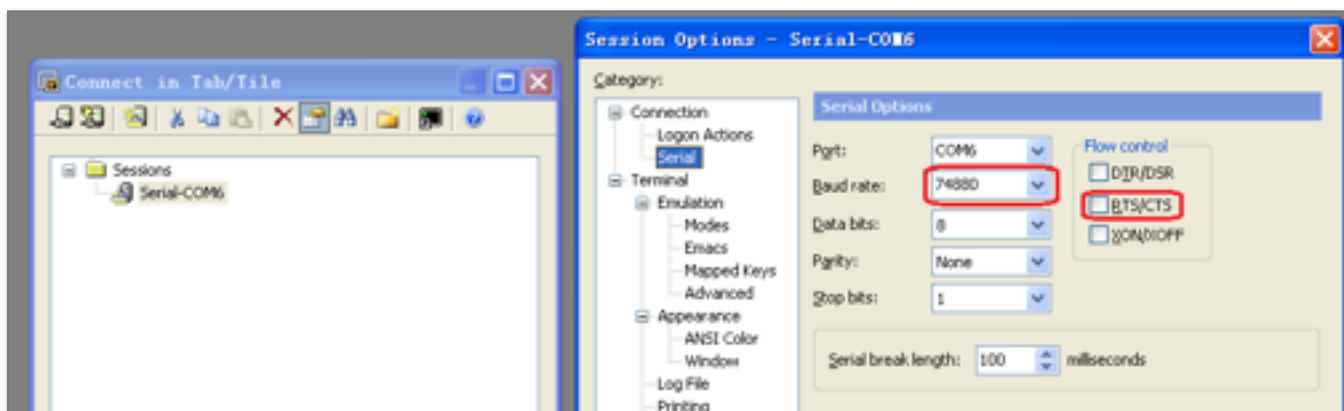 Connect in Tab/Tile
Sessions
Serial-COM6
Session Options - Serial-COM6
Category:
Connection
Logon Actions
Serial
Terminal
Emulation
Modes
Emacs
Mapped Keys
Advanced
Appearance
ANSI Color
Window
Log File
Printing
Serial Options
Port: COM6
Baud rate: 74880
Data bits: 8
Parity: None
Stop bits: 1
Flow control
DTR/DSR
RTS/CTS
XON/XOFF
Serial break length: 100 milliseconds